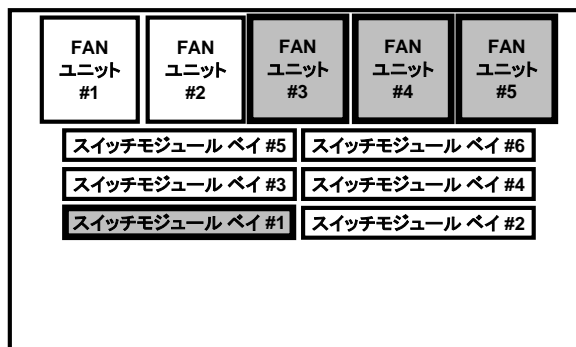 FAN
ユニット
#1
FAN
ユニット
#2
FAN
ユニット
#3
FAN
ユニット
#4
FAN
ユニット
#5
スイッチモジュール ベイ #5
スイッチモジュール ベイ #6
スイッチモジュール ベイ #3
スイッチモジュール ベイ #4
スイッチモジュール ベイ #1
スイッチモジュール ベイ #2